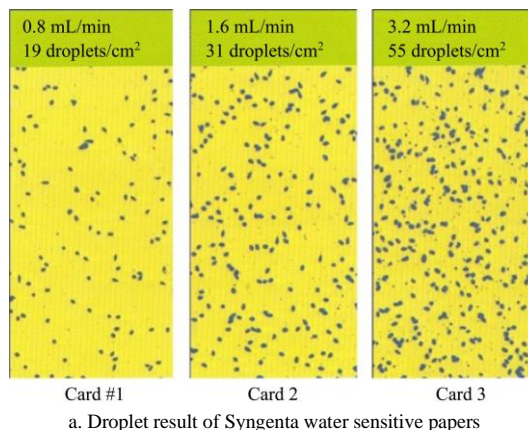 0.8 mL/min
19 droplets/cm²
1.6 mL/min
31 droplets/cm²
3.2 mL/min
55 droplets/cm²
Card #1
Card 2
Card 3
a. Droplet result of Syngenta water sensitive papers